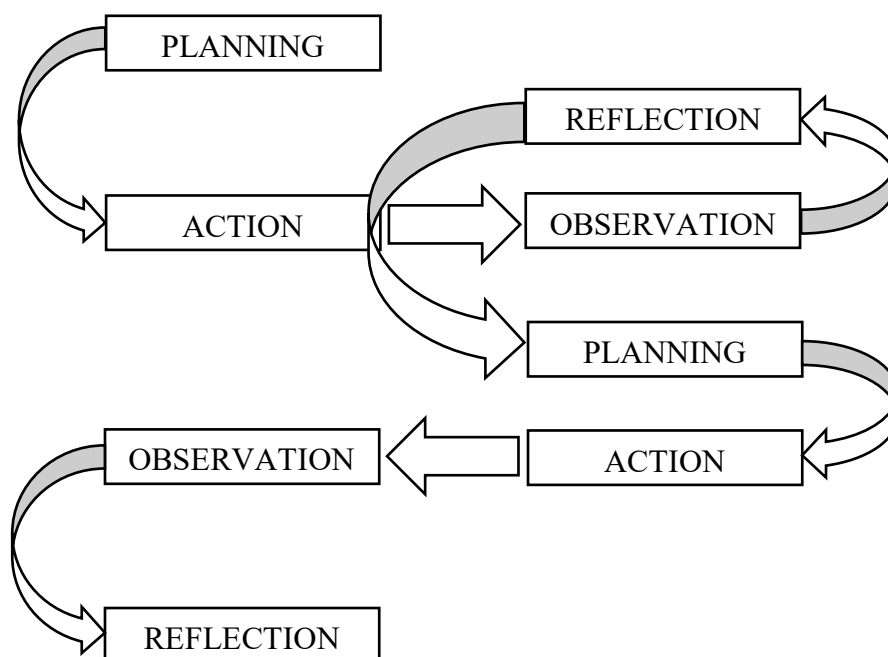 PLANNING
REFLECTION
ACTION
OBSERVATION
PLANNING
OBSERVATION
ACTION
REFLECTION